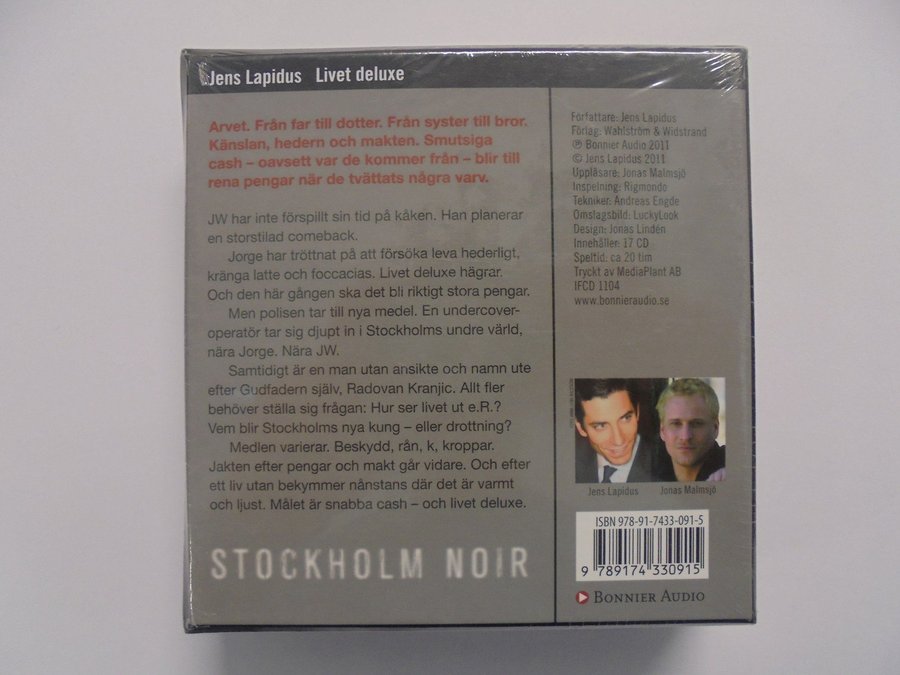 Jens Lapidus Livet deluxe
Arvet. Från far till dotter. Från syster till bror.
Känslan, hedern och makten. Smutsiga
cash – oavsett var de kommer från – blir till
rena pengar när de tvättats några varv.
JW har inte förspillt sin tid på kåken. Han planerar
en storstilad comeback.
Jorge har tröttnat på att försöka leva hederligt,
kränga latte och foccacias. Livet deluxe hägrar.
Och den här gången ska det bli riktigt stora pengar.
Men polisen tar till nya medel. En undercover-
operatör tar sig djupt in i Stockholms undre värld,
nära Jorge. Nära JW.
Samtidigt är en man utan ansikte och namn ute
efter Gudfadern själv, Radovan Kranjic. Allt fler
behöver ställa sig frågan: Hur ser livet ut e.R.?
Vem blir Stockholms nya kung – eller drottning?
Medlen varierar. Beskydd, rån, k, kroppar.
Jakten efter pengar och makt går vidare. Och efter
ett liv utan bekymmer nånstans där det är varmt
och ljust. Målet är snabba cash – och livet deluxe.
STOCKHOLM NOIR
Författare: Jens Lapidus
Förlag: Wahlström & Widstrand
℗ Bonnier Audio 2011
© Jens Lapidus 2011
Uppläsare: Jonas Malmsjö
Inspelning: Rigmondo
Tekniker: Andreas Engde
Omslagsbild: LuckyLook
Design: Jonas Lindén
Innehåller: 17 CD
Speltid: ca 20 tim
Tryckt av MediaPlant AB
IFCD 1104
www.bonnieraudio.se
Jens Lapidus Jonas Malmsjö
ISBN 978-91-7433-091-5
9 789174 330915
BONNIER AUDIO